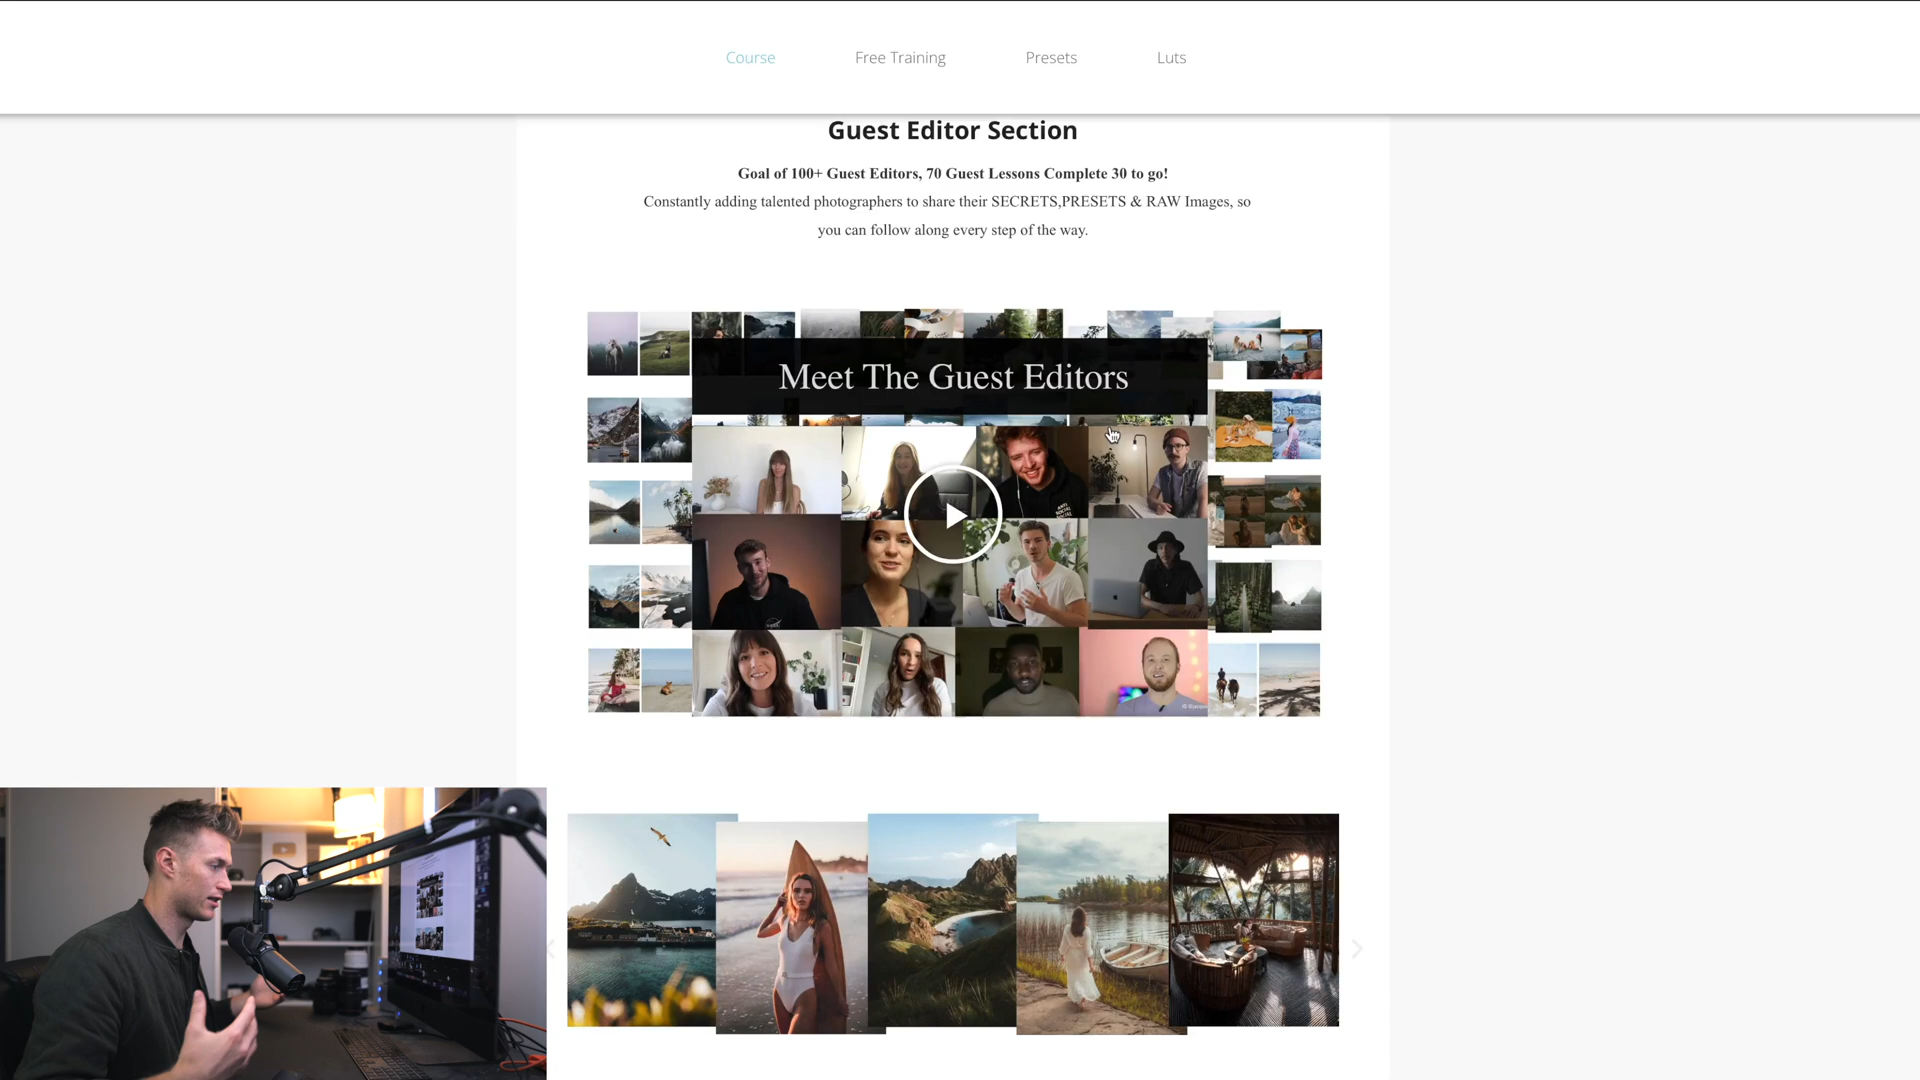 Course Free Training Presets Luts
Guest Editor Section
Goal of 100+ Guest Editors, 70 Guest Lessons Complete 30 to go!
Constantly adding talented photographers to share their SECRETS,PRESETS & RAW Images, so
you can follow along every step of the way.
Meet The Guest Editors